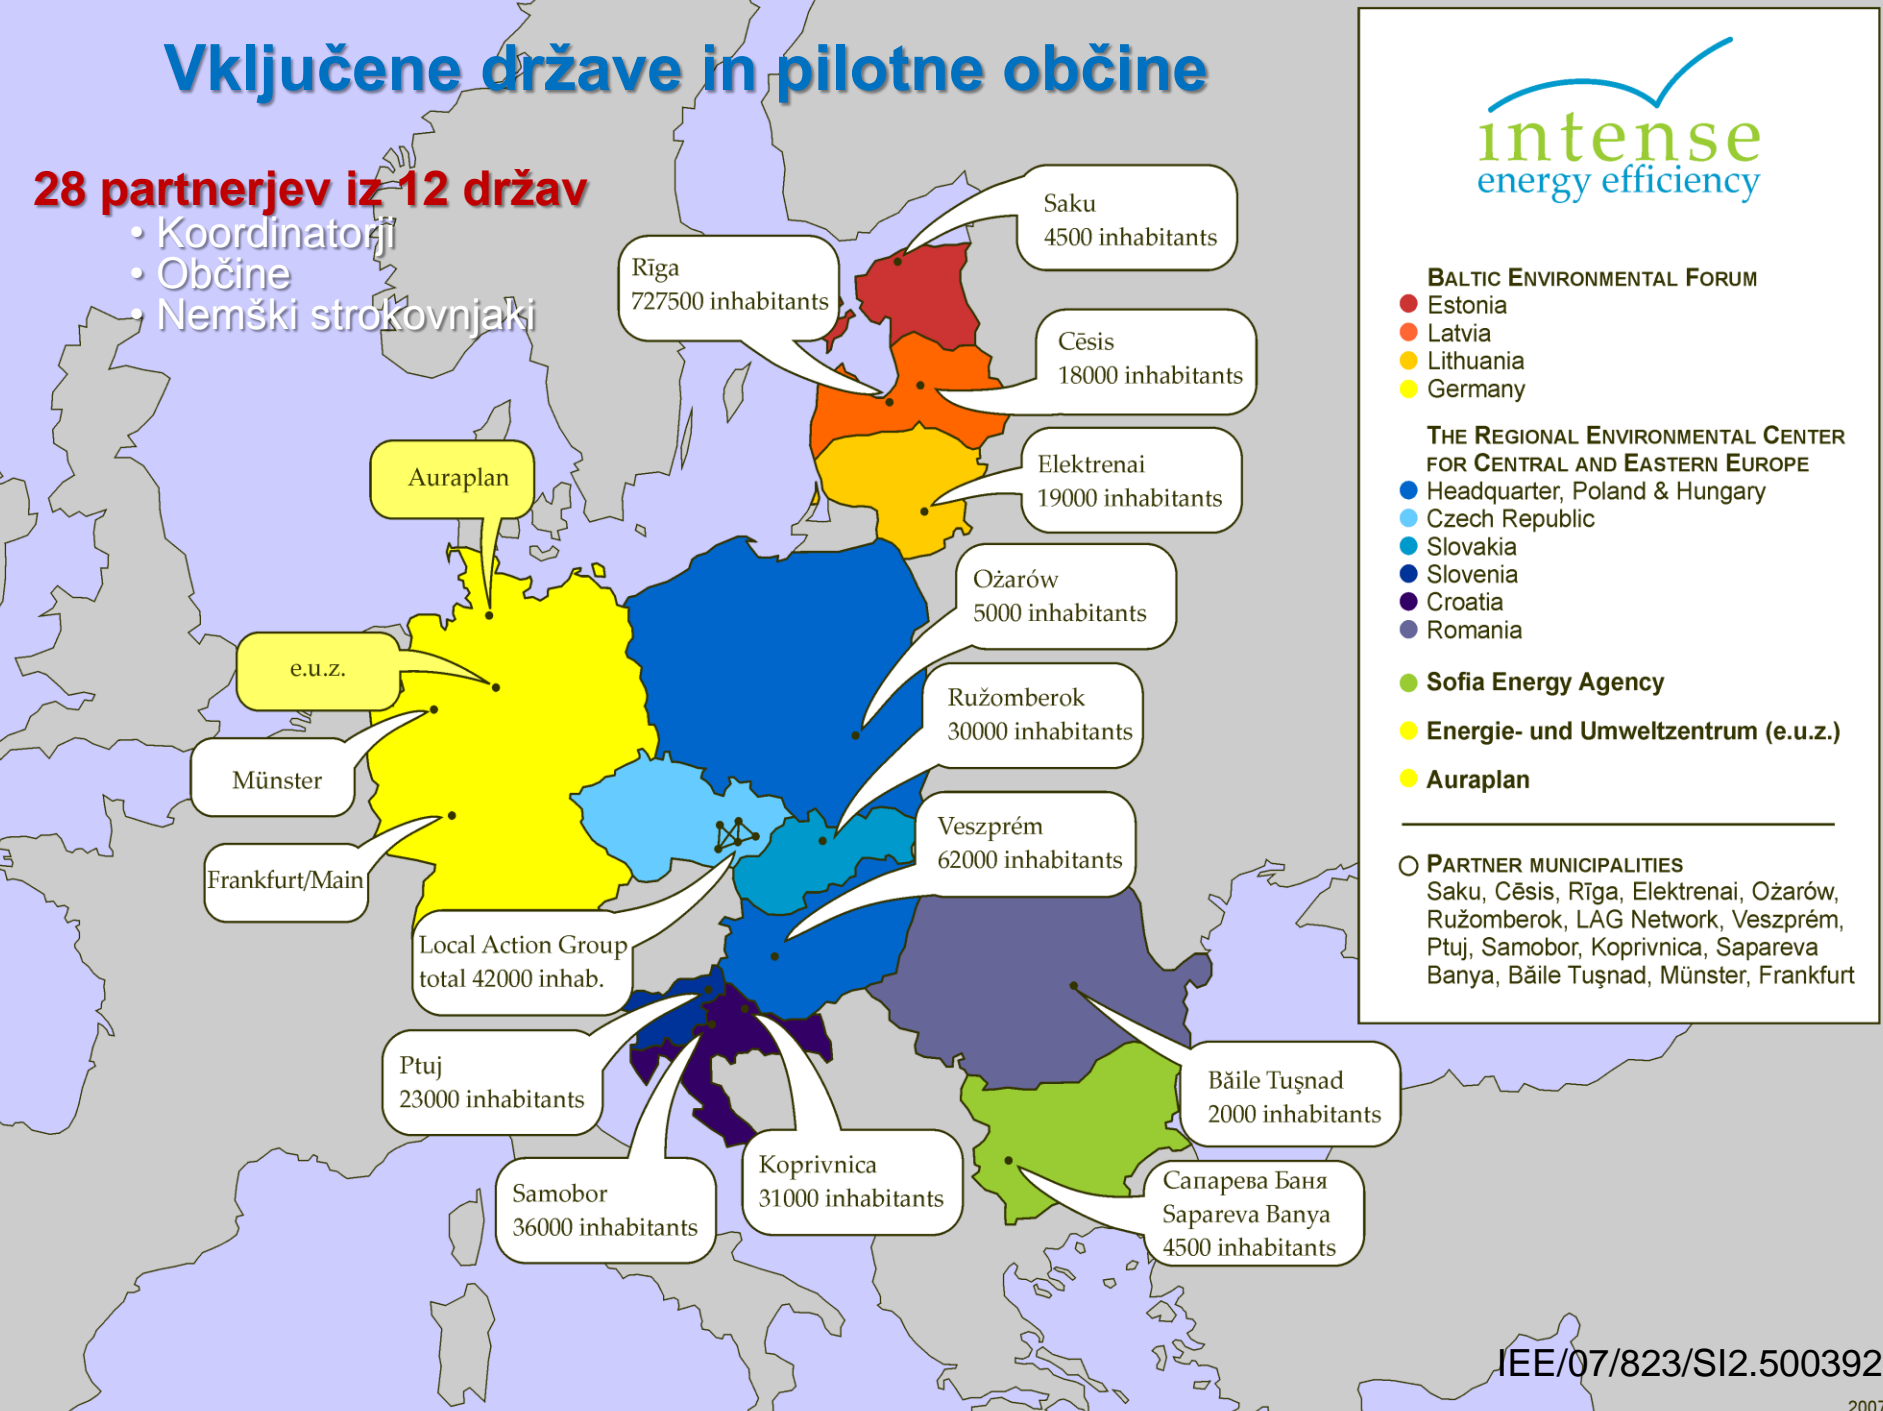 Vključene države in pilotne občine
28 partnerjev iz 12 držav
• Koordinatorji
• Občine
• Nemški strokovnjaki
Saku
4500 inhabitants
Rīga
727500 inhabitants
Cēsis
18000 inhabitants
Elektrenai
19000 inhabitants
Auraplan
Ożarów
5000 inhabitants
e.u.z.
Ružomberok
30000 inhabitants
Münster
Veszprém
62000 inhabitants
Frankfurt/Main
Local Action Group
total 42000 inhab.
Ptuj
23000 inhabitants
Băile Tuşnad
2000 inhabitants
Koprivnica
31000 inhabitants
Samobor
36000 inhabitants
Сапарева Баня
Sapareva Banya
4500 inhabitants
intense
energy efficiency
BALTIC ENVIRONMENTAL FORUM
Estonia
Latvia
Lithuania
Germany
THE REGIONAL ENVIRONMENTAL CENTER
FOR CENTRAL AND EASTERN EUROPE
Headquarter, Poland & Hungary
Czech Republic
Slovakia
Slovenia
Croatia
Romania
Sofia Energy Agency
Energie- und Umweltzentrum (e.u.z.)
Auraplan
PARTNER MUNICIPALITIES
Saku, Cēsis, Rīga, Elektrenai, Ożarów,
Ružomberok, LAG Network, Veszprém,
Ptuj, Samobor, Koprivnica, Sapareva
Banya, Băile Tuşnad, Münster, Frankfurt
IEE/07/823/SI2.500392
2007